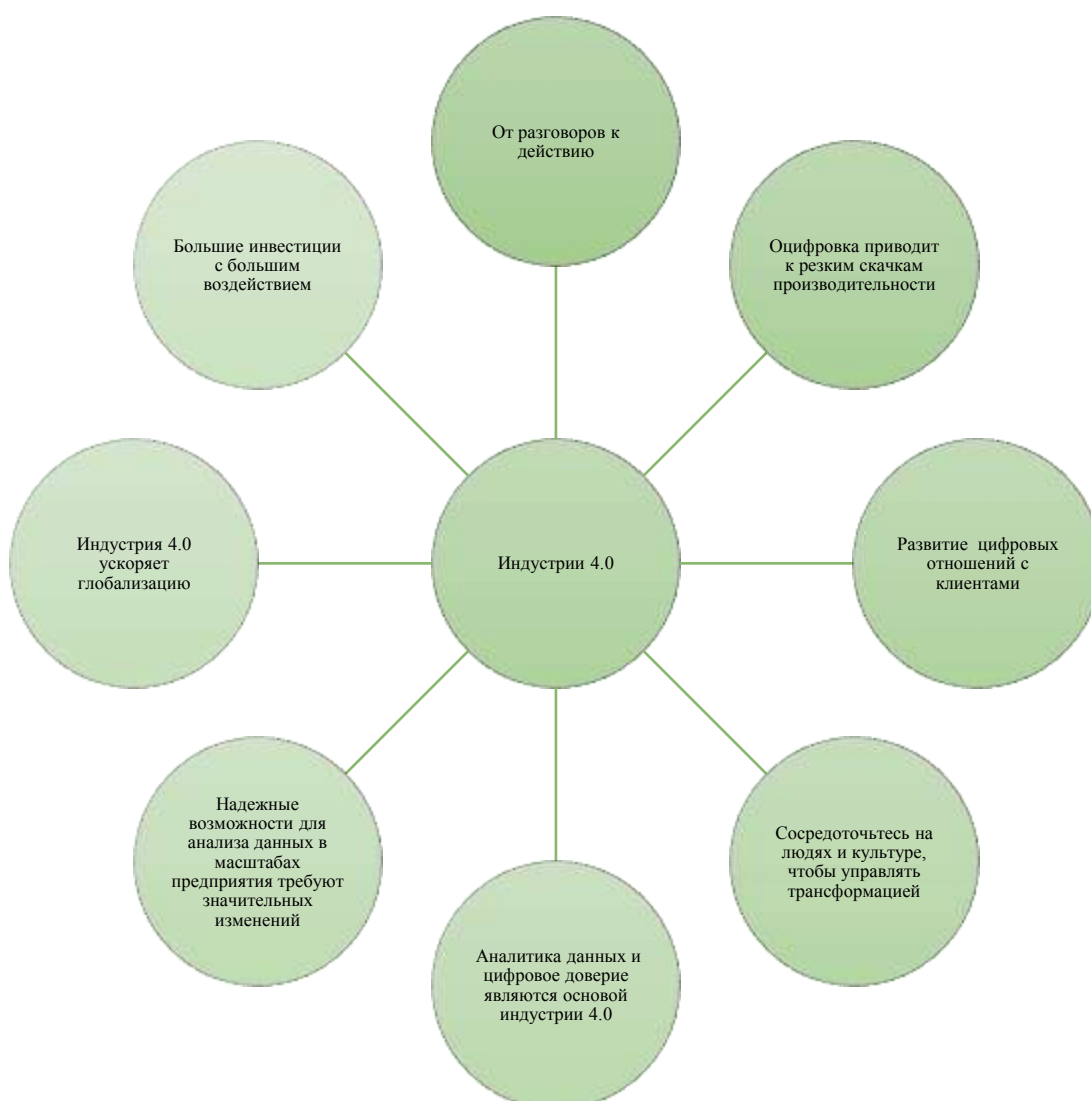 От разговоров к
действию
Оцифровка приводит
к резким скачкам
производительности
Развитие цифровых
отношений с
клиентами
Сосредоточьтесь на
людях и культуре,
чтобы управлять
трансформацией
Аналитика данных и
цифровое доверие
являются основой
индустрии 4.0
Надежные
возможности для
анализа данных в
масштабах
предприятия требуют
значительных
изменений
Индустрия 4.0
ускоряет
глобализацию
Большие инвестиции
с большим
воздействием
Индустрии 4.0